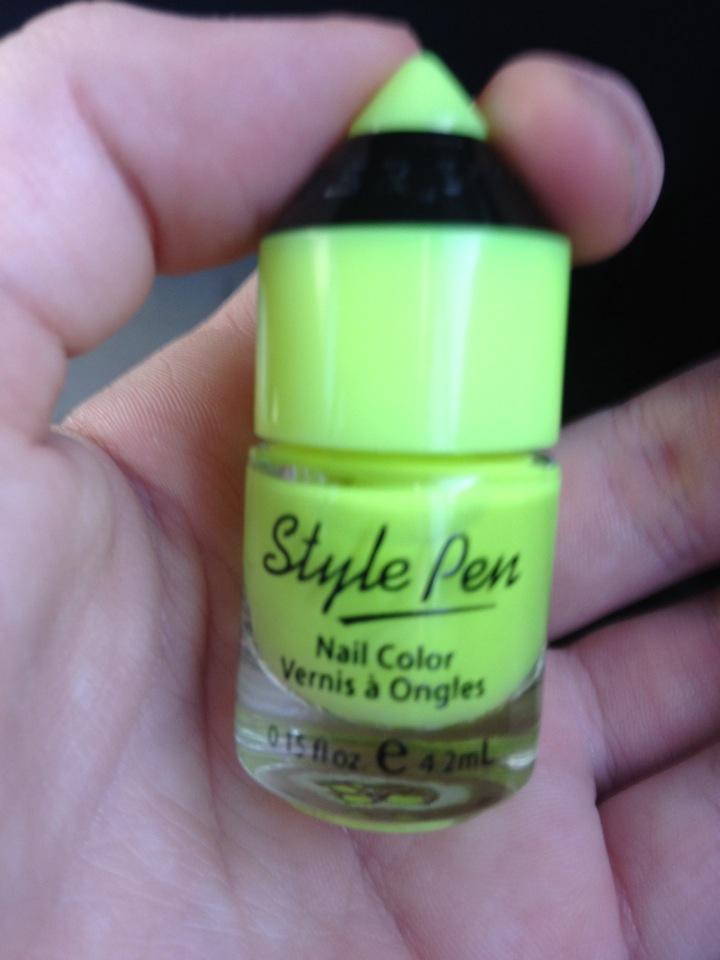 Style Pen
Nail Color
Vernis à Ongles
0.15 fl oz e 4.2mL